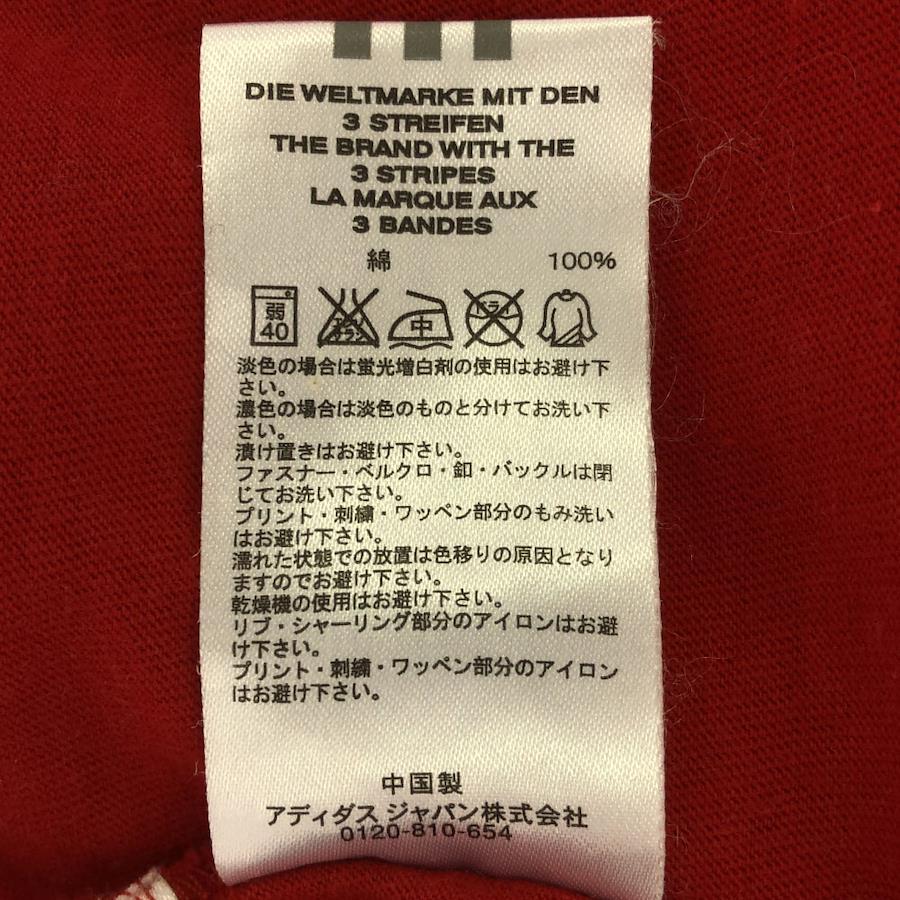 DIE WELTMARKE MIT DEN
3 STREIFEN
THE BRAND WITH THE
3 STRIPES
LA MARQUE AUX
3 BANDES
綿 100%
弱
40
エンソ
サラシ
中
ドライ
淡色の場合は蛍光増白剤の使用はお避け下
さい。
濃色の場合は淡色のものと分けてお洗い下
さい。
漬け置きはお避け下さい。
ファスナー・ベルクロ・釦・バックルは閉
じてお洗い下さい。
プリント・刺繍・ワッペン部分のもみ洗い
はお避け下さい。
濡れた状態での放置は色移りの原因となり
ますのでお避け下さい。
乾燥機の使用はお避け下さい。
リブ・シャーリング部分のアイロンはお避
け下さい。
プリント・刺繍・ワッペン部分のアイロン
はお避け下さい。
中国製
アディダス ジャパン株式会社
0120-810-654